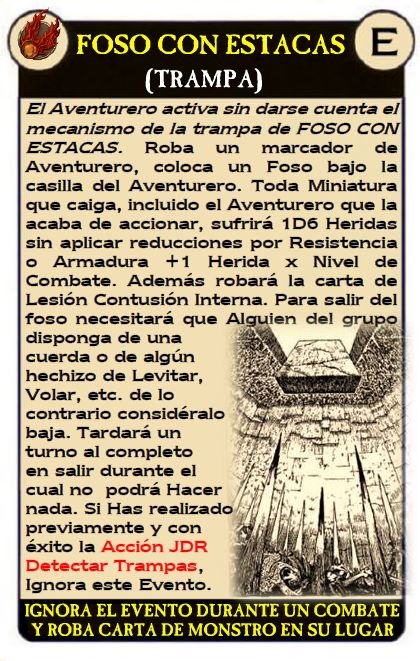 FOSO CON ESTACAS
E
(TRAMPA)
El Aventurero activa sin darse cuenta el
mecanismo de la trampa de FOSO CON
ESTACAS. Roba un marcador de
Aventurero, coloca un Foso bajo la
casilla del Aventurero. Toda Miniatura
que caiga, incluido el Aventurero que la
acaba de accionar, sufrirá 1D6 Heridas
sin aplicar reducciones por Resistencia
o Armadura +1 Herida x Nivel de
Combate. Además robará la carta de
Lesión Contusión Interna. Para salir del
foso necesitará que Alguien del grupo
disponga de una
cuerda o de algún
hechizo de Levitar,
Volar, etc. de lo
contrario considéralo
baja. Tardará un
turno al completo
en salir durante el
cual no podrá Hacer
nada. Si Has realizado
previamente y con
éxito la Acción JDR
Detectar Trampas,
Ignora este Evento.
IGNORA EL EVENTO DURANTE UN COMBATE
Y ROBA CARTA DE MONSTRO EN SU LUGAR